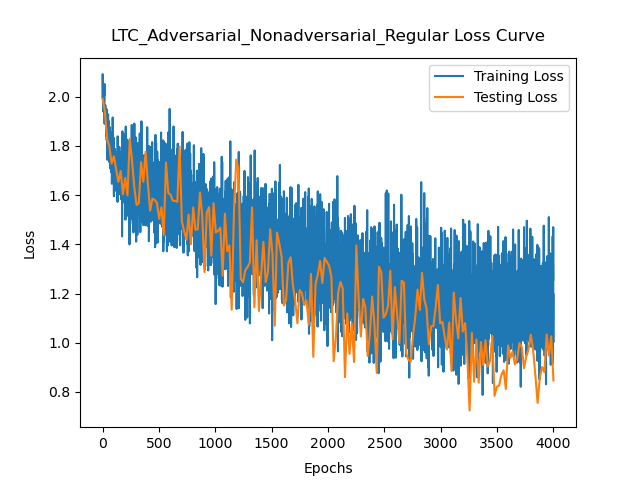 LTC_Adversarial_Nonadversarial_Regular Loss Curve
Training Loss
Testing Loss
Loss
2.0
1.8
1.6
1.4
1.2
1.0
0.8
0 500 1000 1500 2000 2500 3000 3500 4000
Epochs